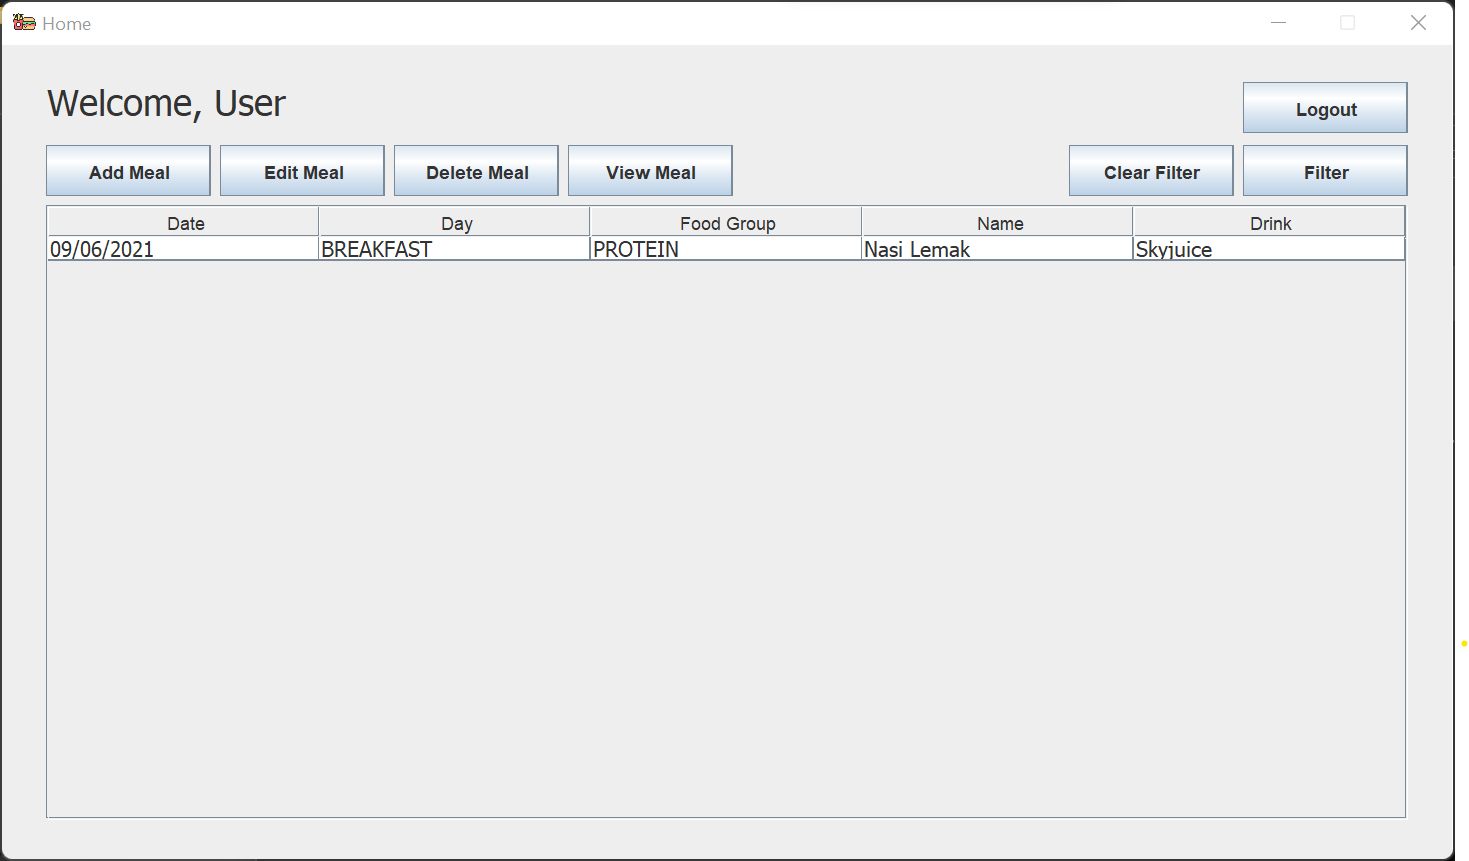 Home
Welcome, User
Logout
Add Meal Edit Meal Delete Meal View Meal Clear Filter Filter
Date Day Food Group Name Drink
09/06/2021 BREAKFAST PROTEIN Nasi Lemak Skyjuice